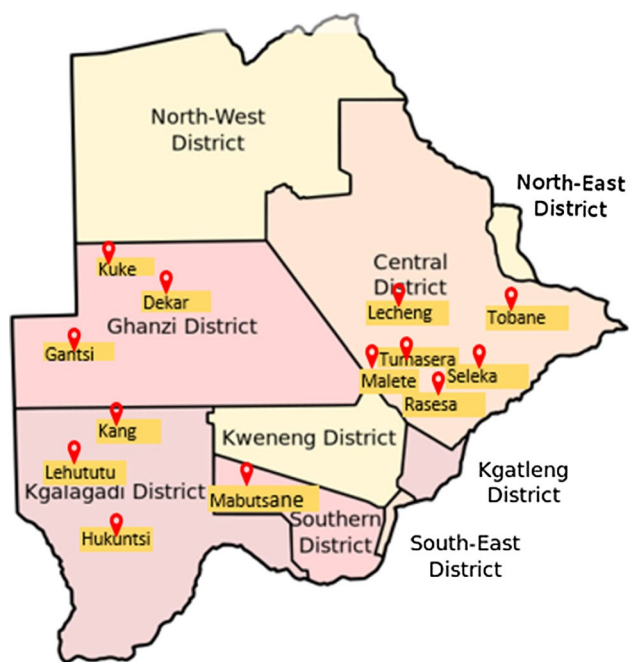 North-West
District
North-East
District
Kuke
Central
District
Dekar
Lecheng
Tobane
Ghanzi District
Gantsi
Tumasera
Malete
Seleka
Rasesa
Kang
Kweneng District
Lehututu
Kgalagadi District
Mabutsane
Kgatleng
District
Southern
District
Hukuntsi
South-East
District